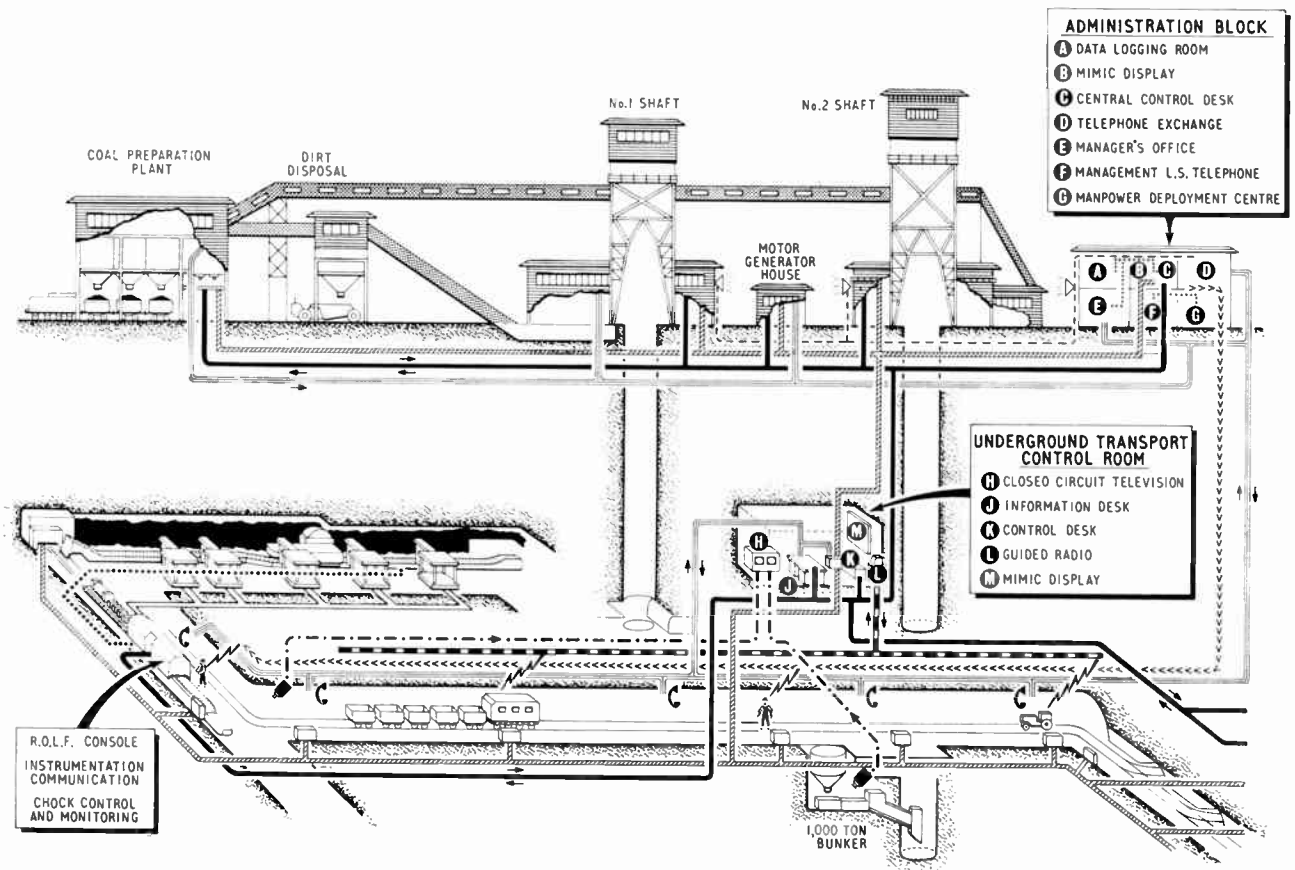 ADMINISTRATION BLOCK
A DATA LOGGING ROOM
B MIMIC DISPLAY
C CENTRAL CONTROL DESK
D TELEPHONE EXCHANGE
E MANAGER'S OFFICE
F MANAGEMENT L.S. TELEPHONE
G MANPOWER DEPLOYMENT CENTRE
No.1 SHAFT
No.2 SHAFT
COAL PREPARATION
PLANT
DIRT
DISPOSAL
MOTOR
GENERATOR
HOUSE
A
B
C
D
E
F
G
UNDERGROUND TRANSPORT
CONTROL ROOM
H CLOSED CIRCUIT TELEVISION
J INFORMATION DESK
K CONTROL DESK
L GUIDED RADIO
M MIMIC DISPLAY
H
J
K
L
M
R.O.L.F. CONSOLE
INSTRUMENTATION
COMMUNICATION
CHOCK CONTROL
AND MONITORING
1,000 TON
BUNKER